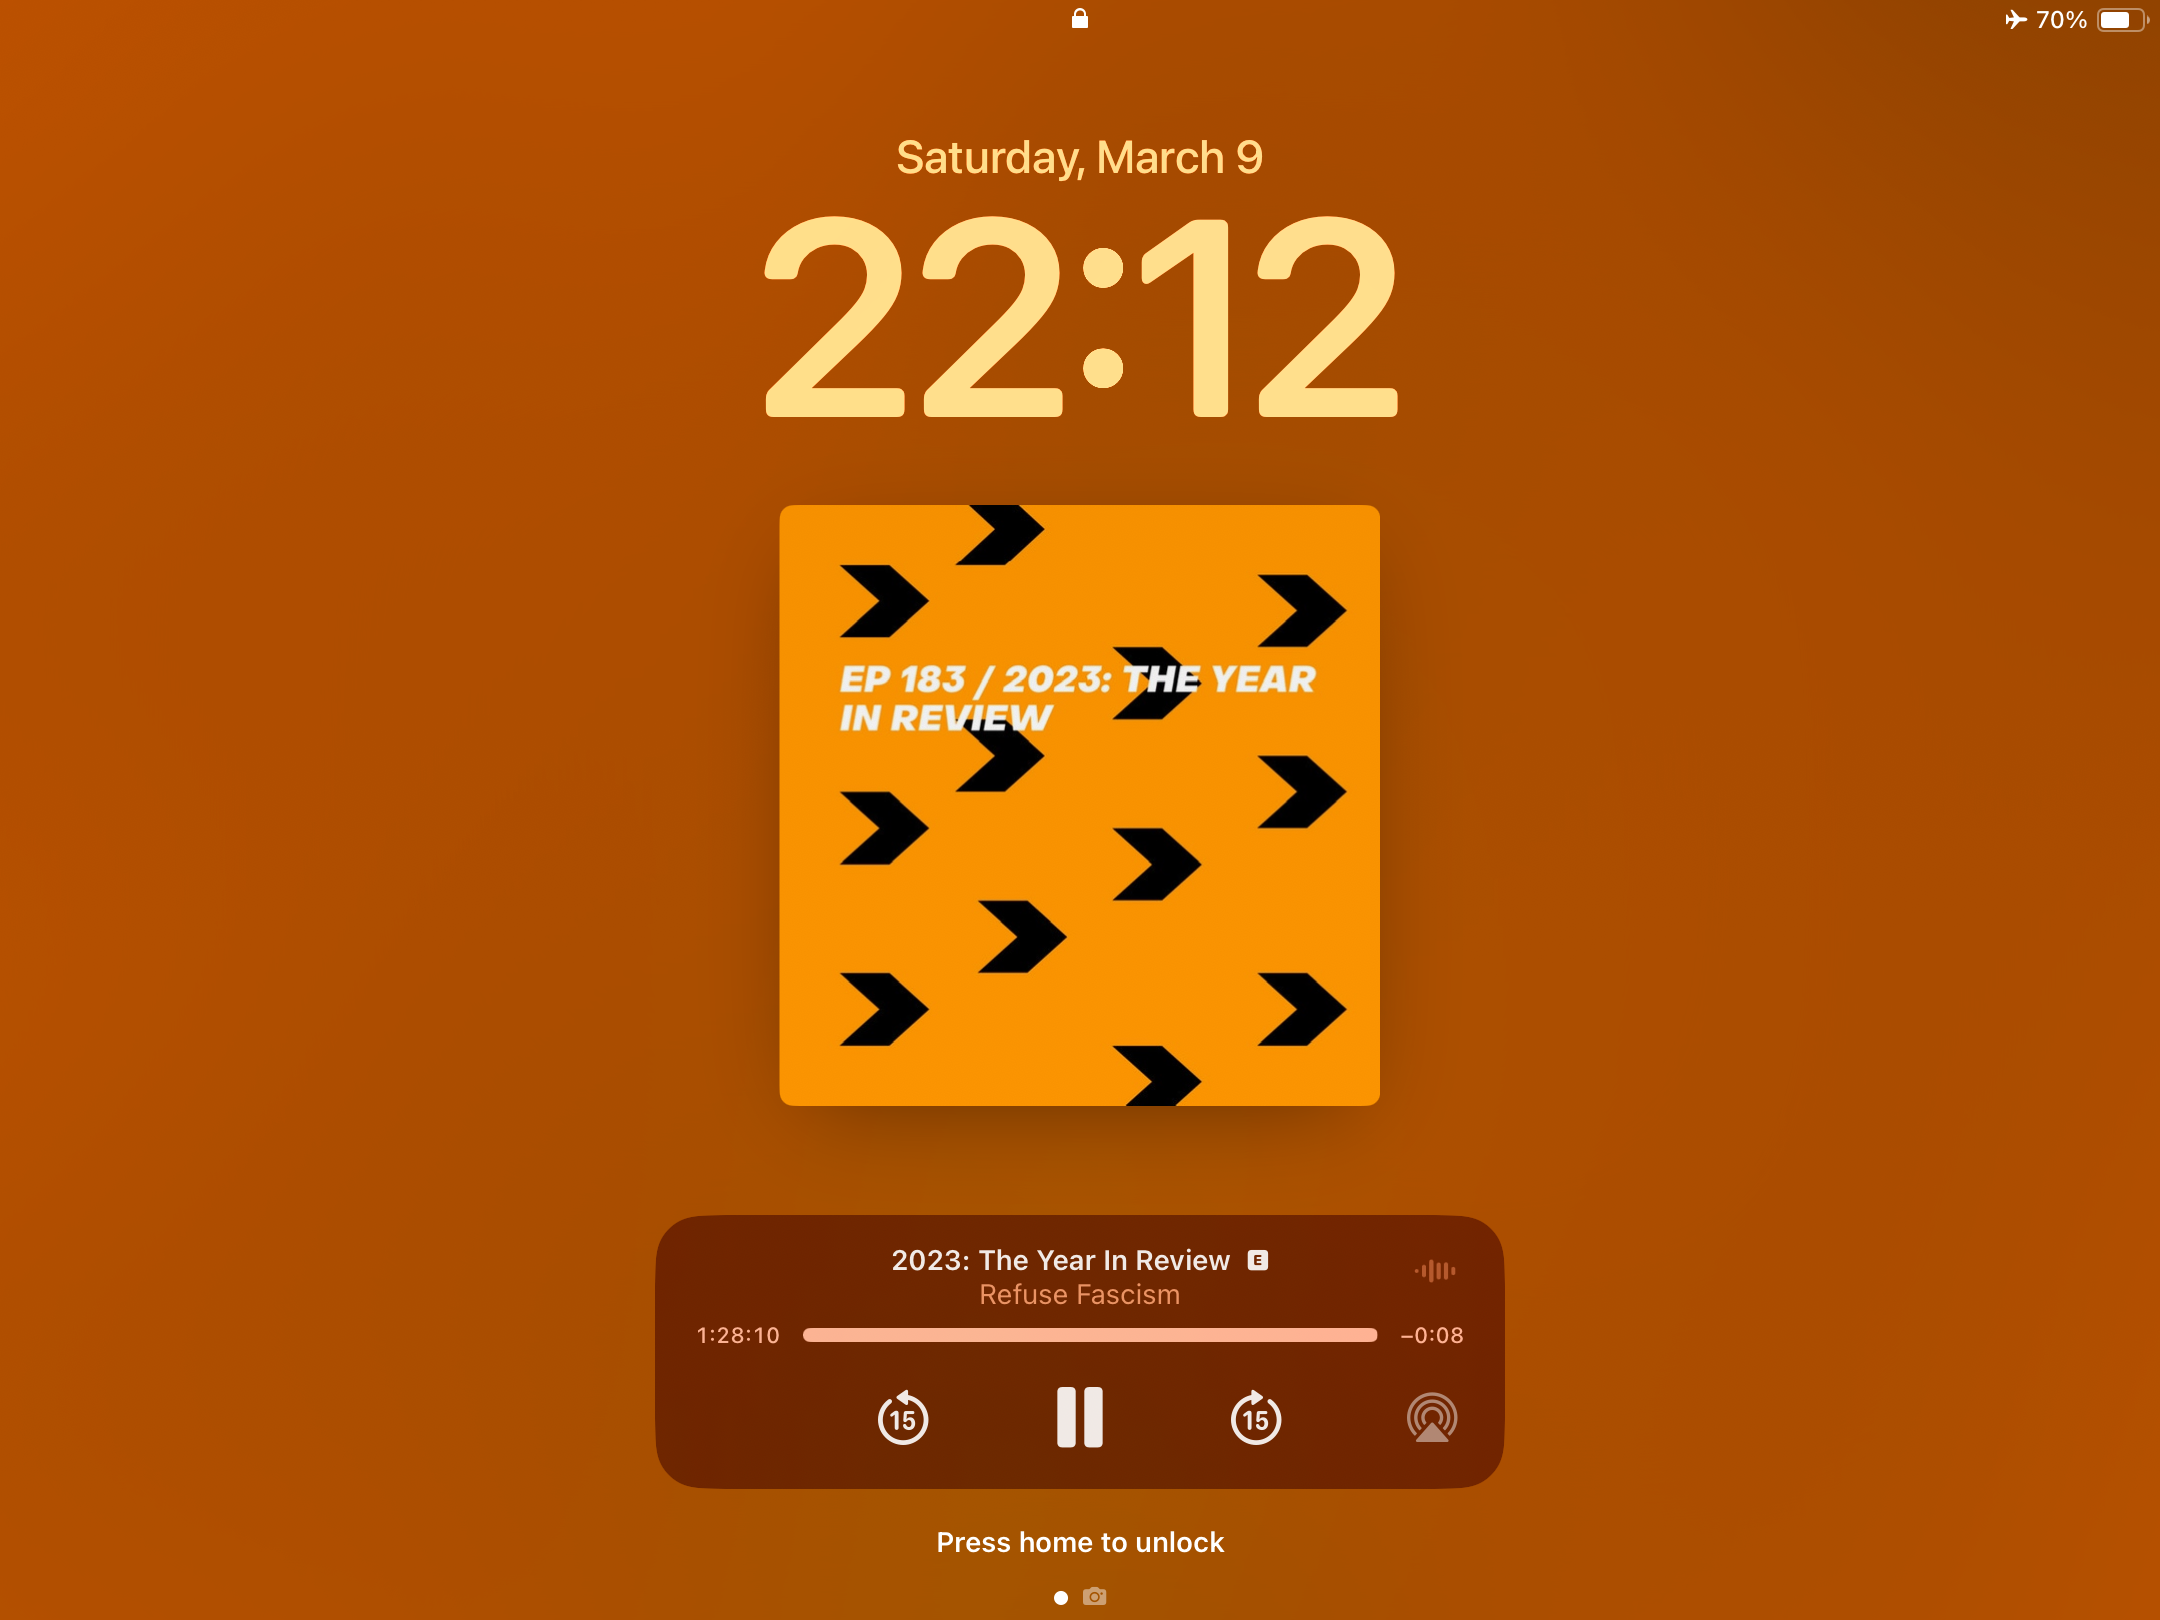 70%
Saturday, March 9
22:12
EP 183 / 2023: THE YEAR
IN REVIEW
2023: The Year In Review E
Refuse Fascism
1:28:10 –0:08
15 15
Press home to unlock